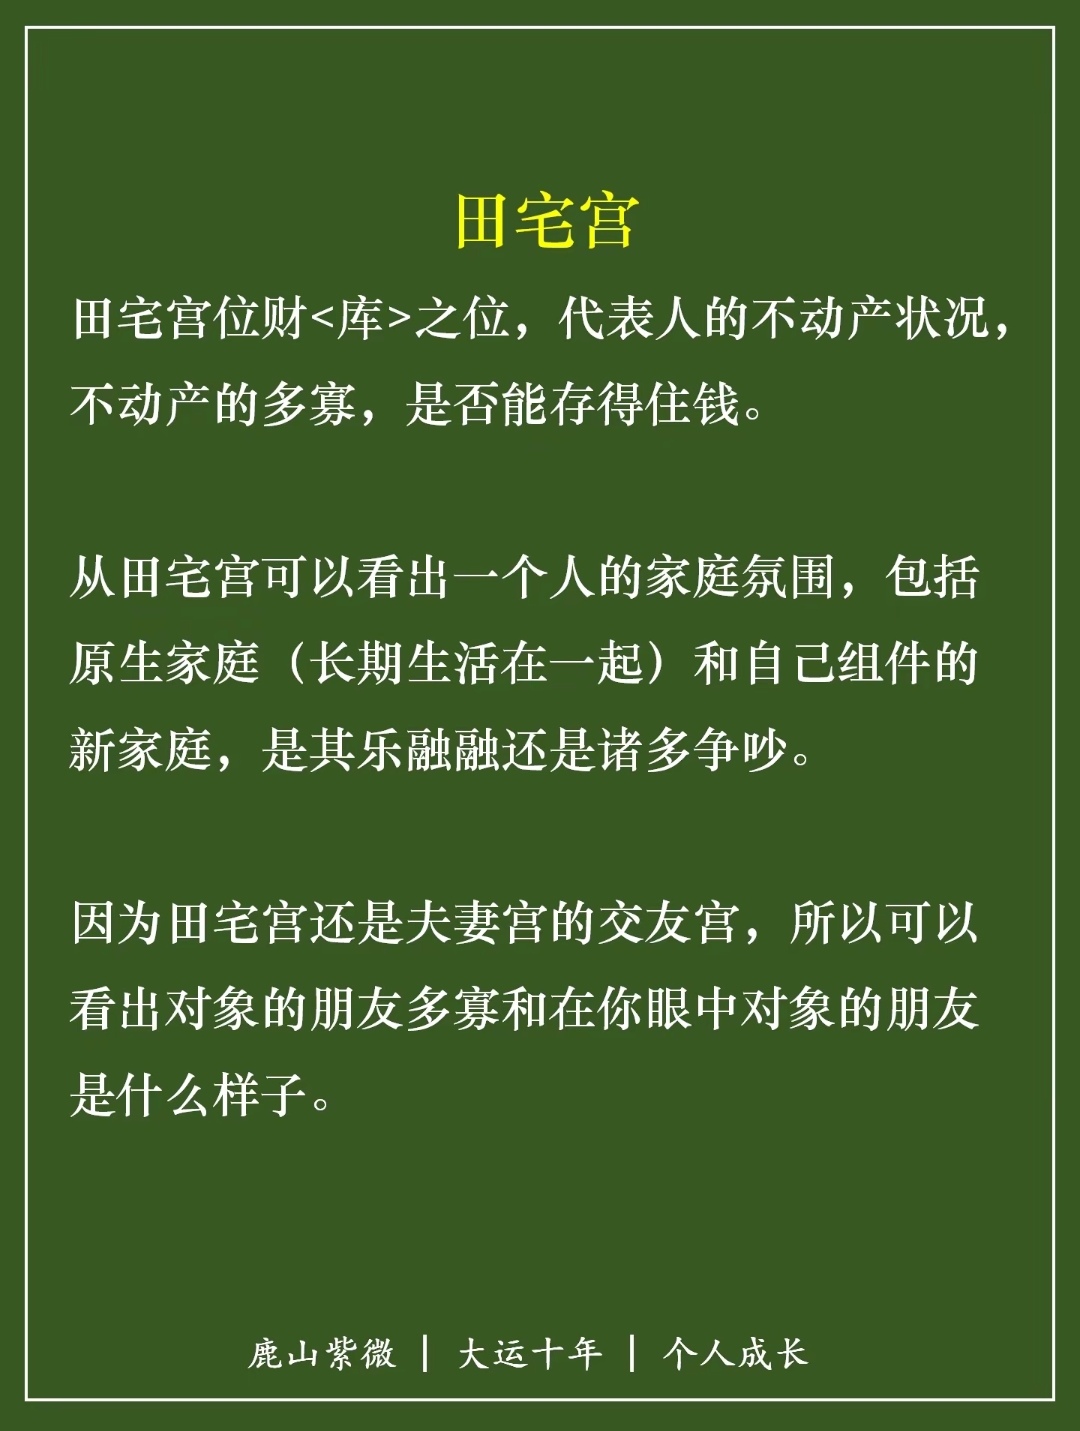 田宅宫
田宅宫位财<库>之位，代表人的不动产状况，
不动产的多寡，是否能存得住钱。
从田宅宫可以看出一个人的家庭氛围，包括
原生家庭（长期生活在一起）和自己组件的
新家庭，是其乐融融还是诸多争吵。
因为田宅宫还是夫妻宫的交友宫，所以可以
看出对象的朋友多寡和在你眼中对象的朋友
是什么样子。
鹿山紫微 | 大运十年 | 个人成长